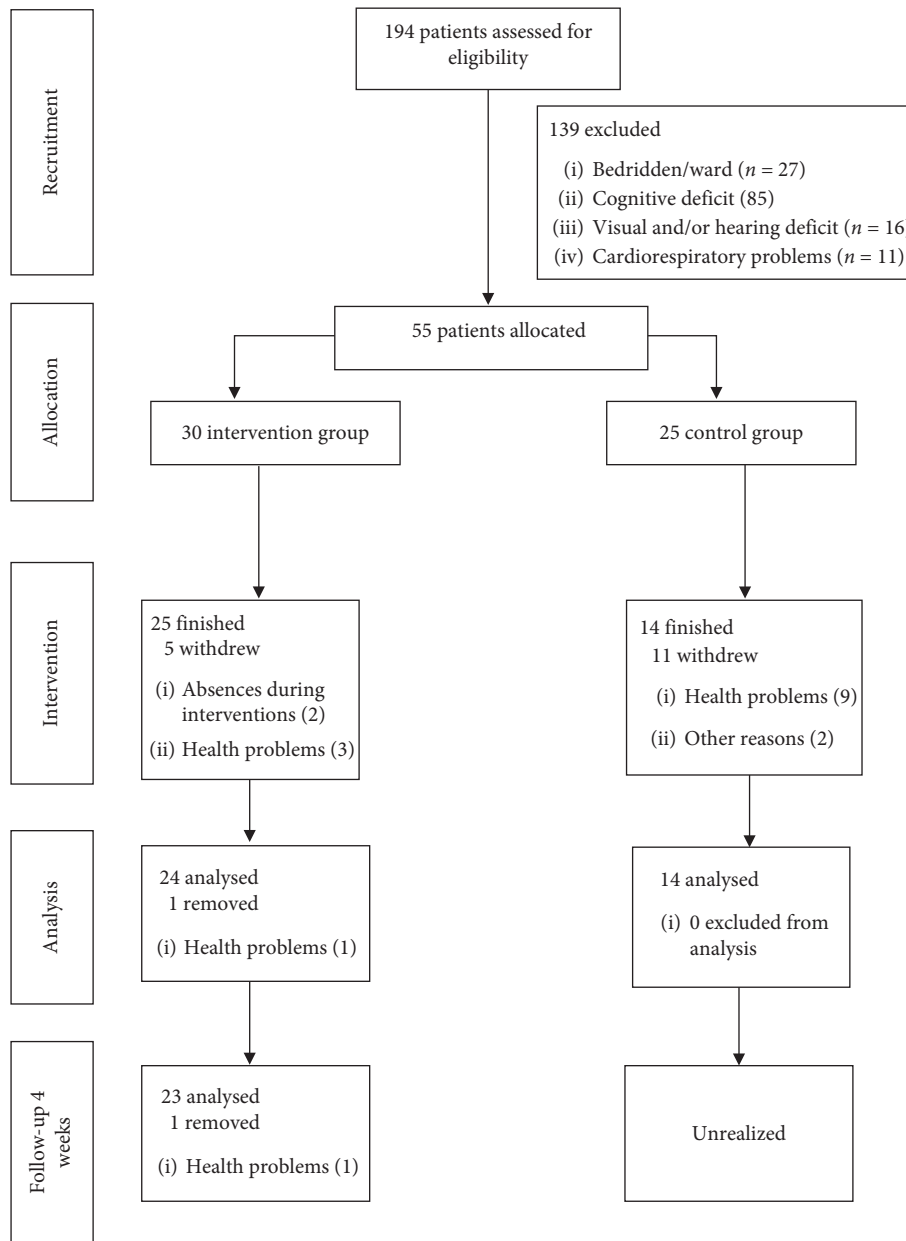 Recruitment
194 patients assessed for
eligibility
139 excluded
(i) Bedridden/ward (n = 27)
(ii) Cognitive deficit (85)
(iii) Visual and/or hearing deficit (n = 16)
(iv) Cardiorespiratory problems (n = 11)
Allocation
55 patients allocated
30 intervention group
25 control group
Intervention
25 finished
5 withdrew
(i) Absences during
interventions (2)
(ii) Health problems (3)
14 finished
11 withdrew
(i) Health problems (9)
(ii) Other reasons (2)
Analysis
24 analysed
1 removed
(i) Health problems (1)
14 analysed
(i) 0 excluded from
analysis
Follow-up 4
weeks
23 analysed
1 removed
(i) Health problems (1)
Unrealized